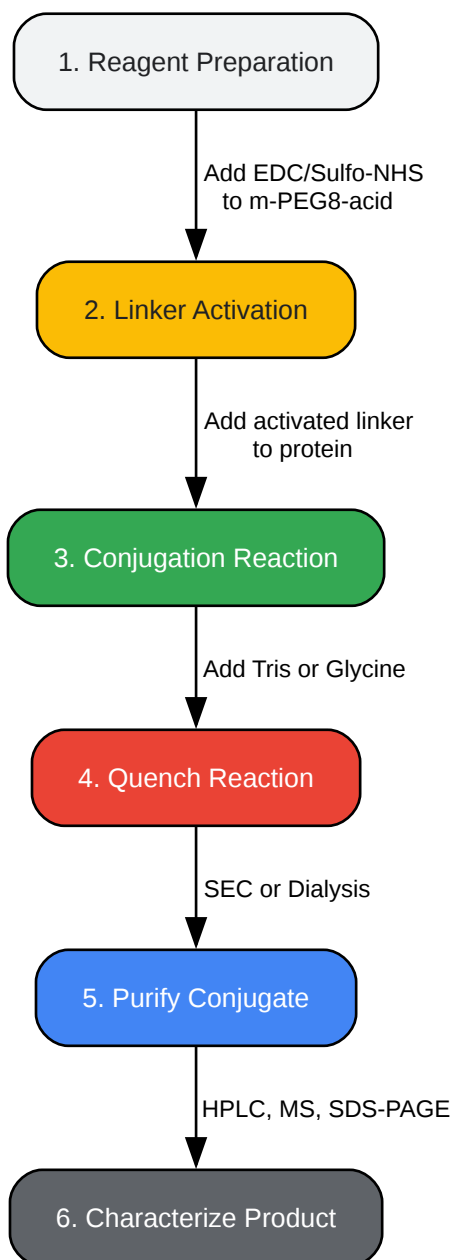 1. Reagent Preparation
Add EDC/Sulfo-NHS
to m-PEG8-acid
2. Linker Activation
Add activated linker
to protein
3. Conjugation Reaction
Add Tris or Glycine
4. Quench Reaction
SEC or Dialysis
5. Purify Conjugate
HPLC, MS, SDS-PAGE
6. Characterize Product